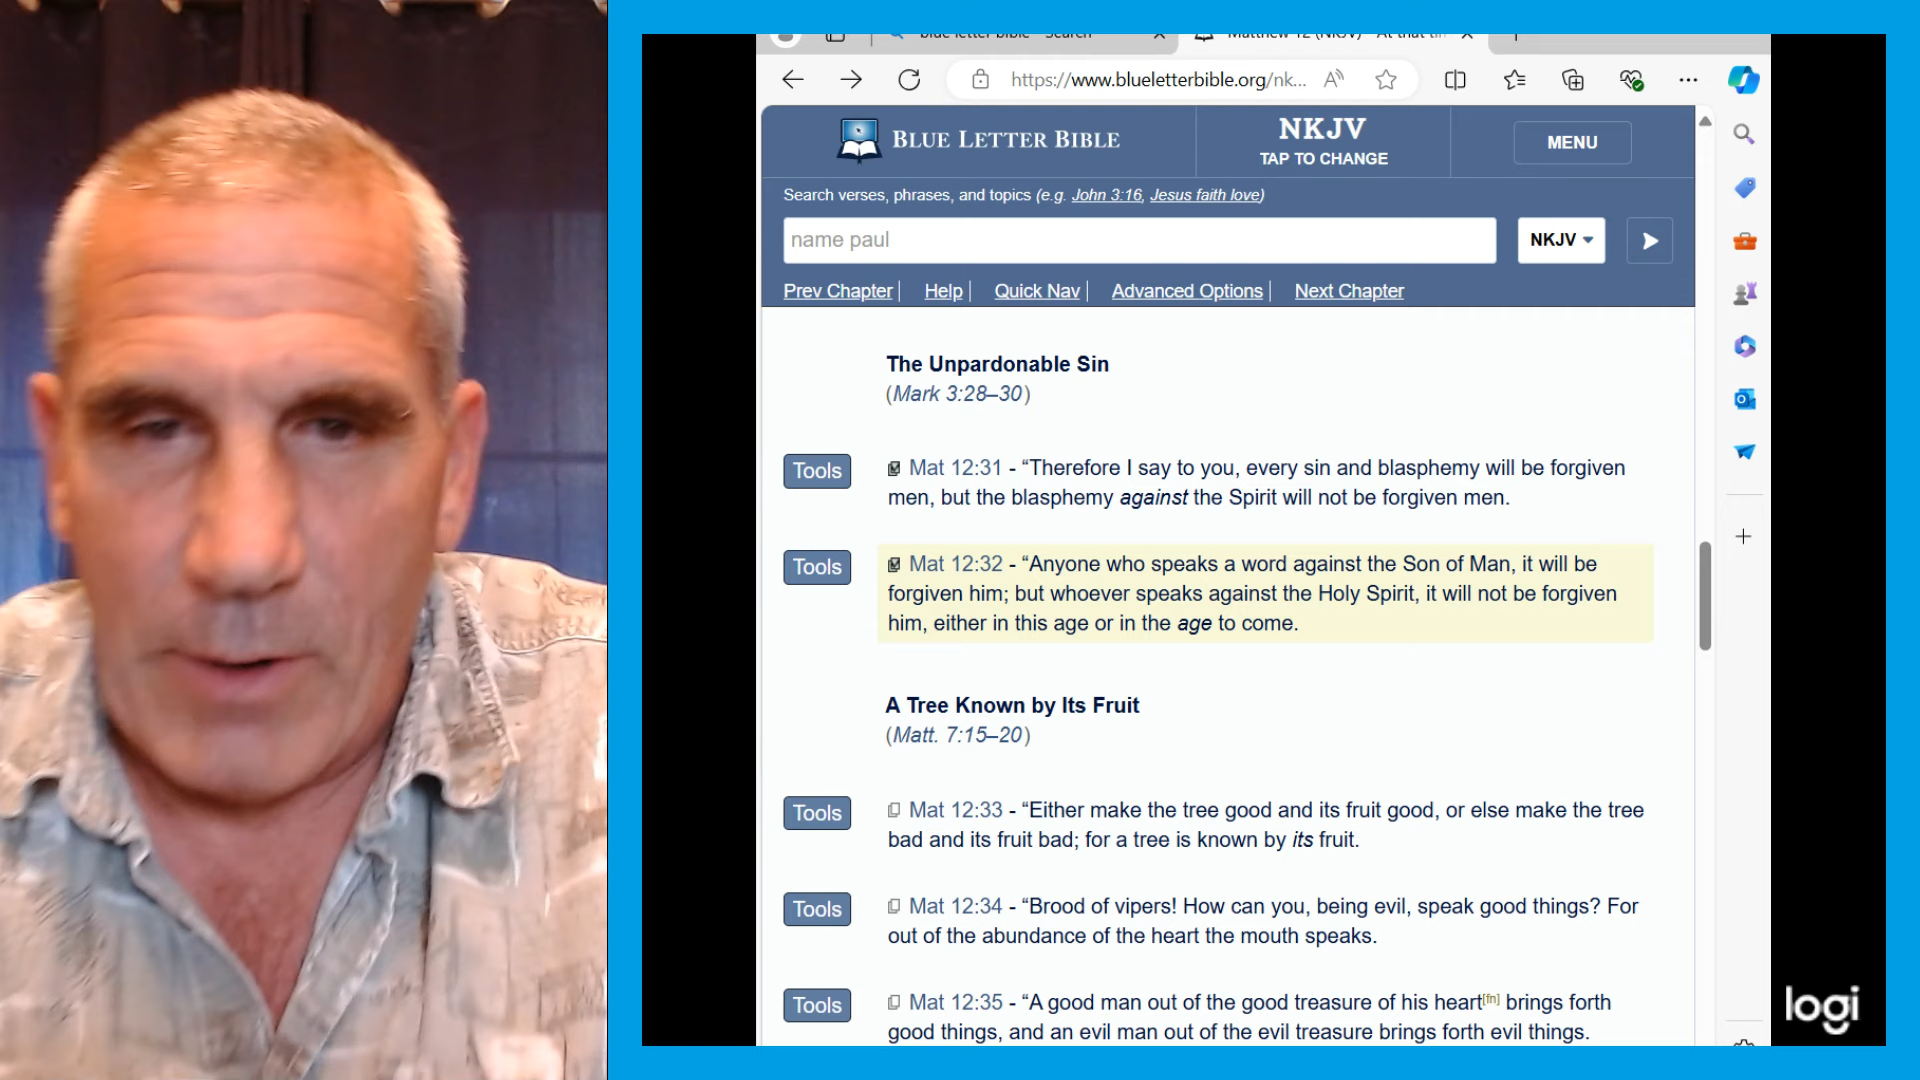 blue letter bible - Search
Matthew 12 (NKJV) - At that tim
https://www.blueletterbible.org/nk...
BLUE LETTER BIBLE
NKJV
TAP TO CHANGE
MENU
Search verses, phrases, and topics (e.g. John 3:16, Jesus faith love)
name paul
NKJV
Prev Chapter | Help | Quick Nav | Advanced Options | Next Chapter
The Unpardonable Sin
(Mark 3:28–30)
Tools
Mat 12:31 - “Therefore I say to you, every sin and blasphemy will be forgiven
men, but the blasphemy against the Spirit will not be forgiven men.
Tools
Mat 12:32 - “Anyone who speaks a word against the Son of Man, it will be
forgiven him; but whoever speaks against the Holy Spirit, it will not be forgiven
him, either in this age or in the age to come.
A Tree Known by Its Fruit
(Matt. 7:15–20)
Tools
Mat 12:33 - “Either make the tree good and its fruit good, or else make the tree
bad and its fruit bad; for a tree is known by its fruit.
Tools
Mat 12:34 - “Brood of vipers! How can you, being evil, speak good things? For
out of the abundance of the heart the mouth speaks.
Tools
Mat 12:35 - “A good man out of the good treasure of his heart[fn] brings forth
good things, and an evil man out of the evil treasure brings forth evil things.
logi